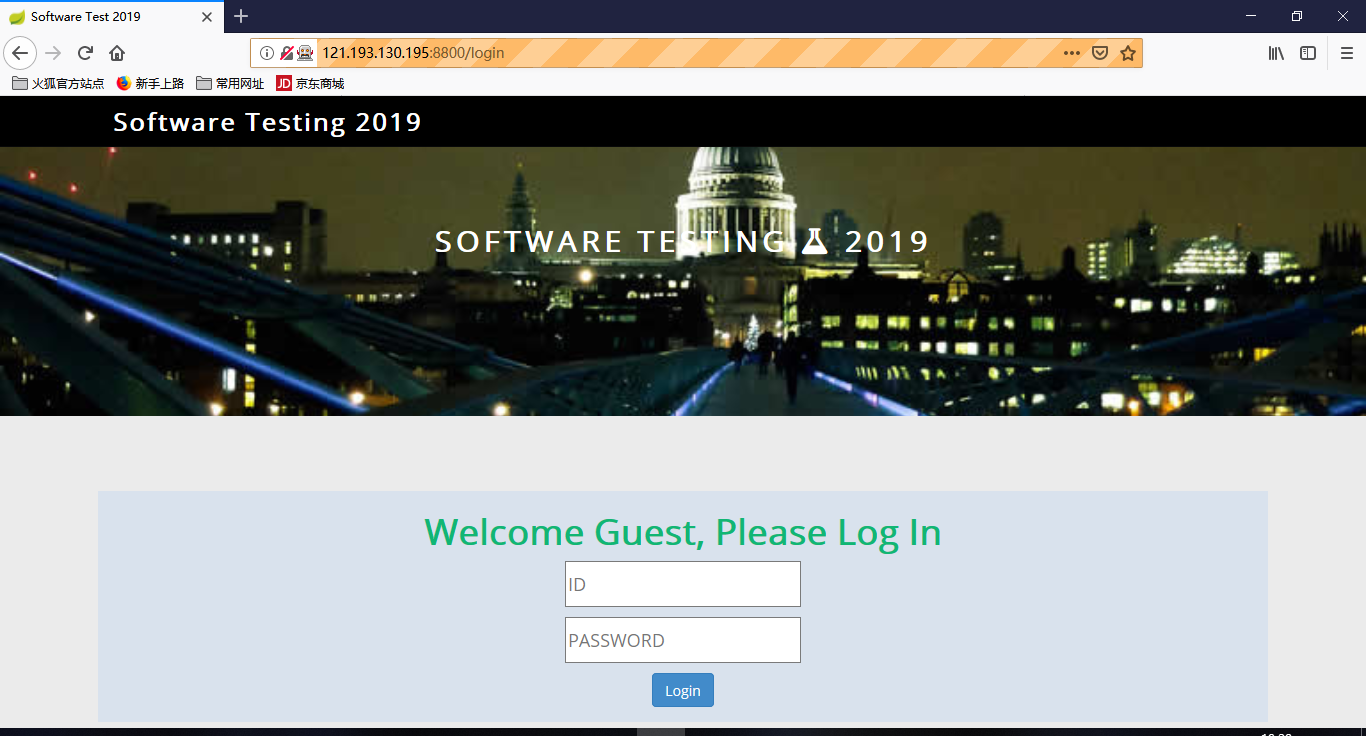 Software Test 2019
121.193.130.195:8800/login
火狐官方站点 新手上路 常用网址 JD 京东商城
Software Testing 2019
SOFTWARE TESTING 2019
Welcome Guest, Please Log In
ID
PASSWORD
Login